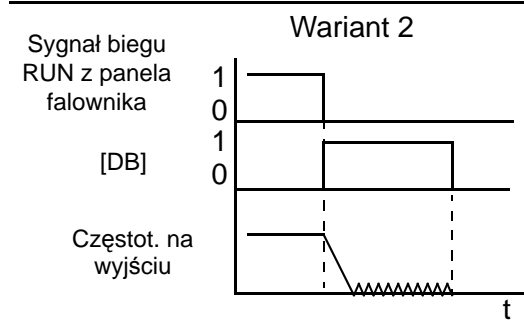 Wariant 2
Sygnał biegu
RUN z panela
falownika
1
0
[DB]
1
0
Częstot. na
wyjściu
t